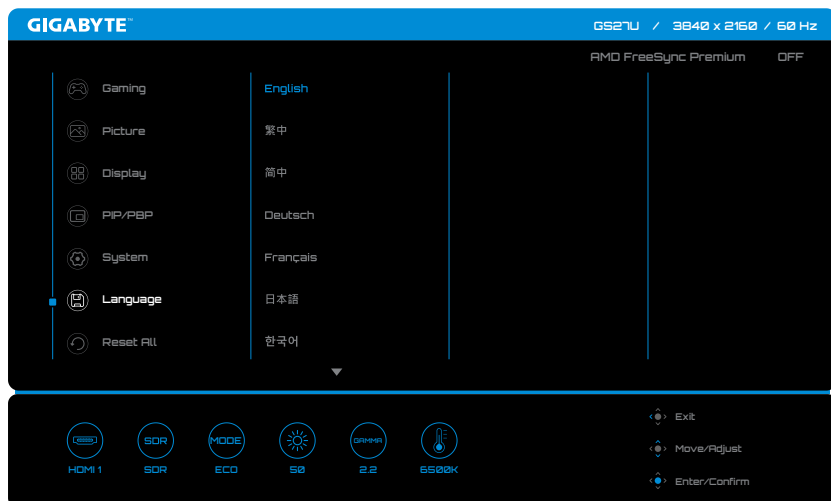 GIGABYTE™
GS27U / 3840 x 2160 / 60 Hz
AMD FreeSync Premium OFF
Gaming
Picture
Display
PIP/PBP
System
Language
Reset All
English
繁中
简中
Deutsch
Français
日本語
한국어
HDMI 1
SDR
SDR
MODE
ECO
50
GAMMA
2.2
6500K
Exit
Move/Adjust
Enter/Confirm